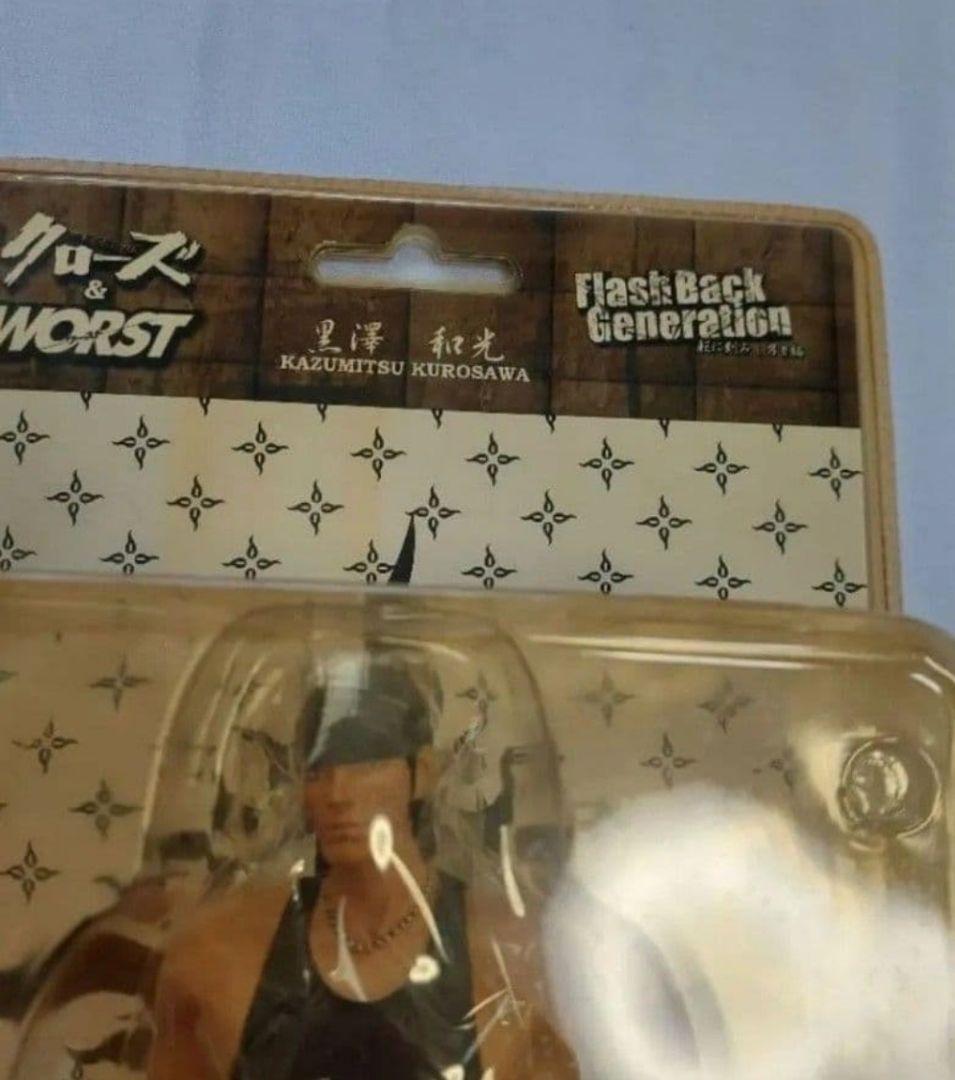 クローズ
&
WORST
黒澤 和光
KAZUMITSU KUROSAWA
Flash Back
Generation